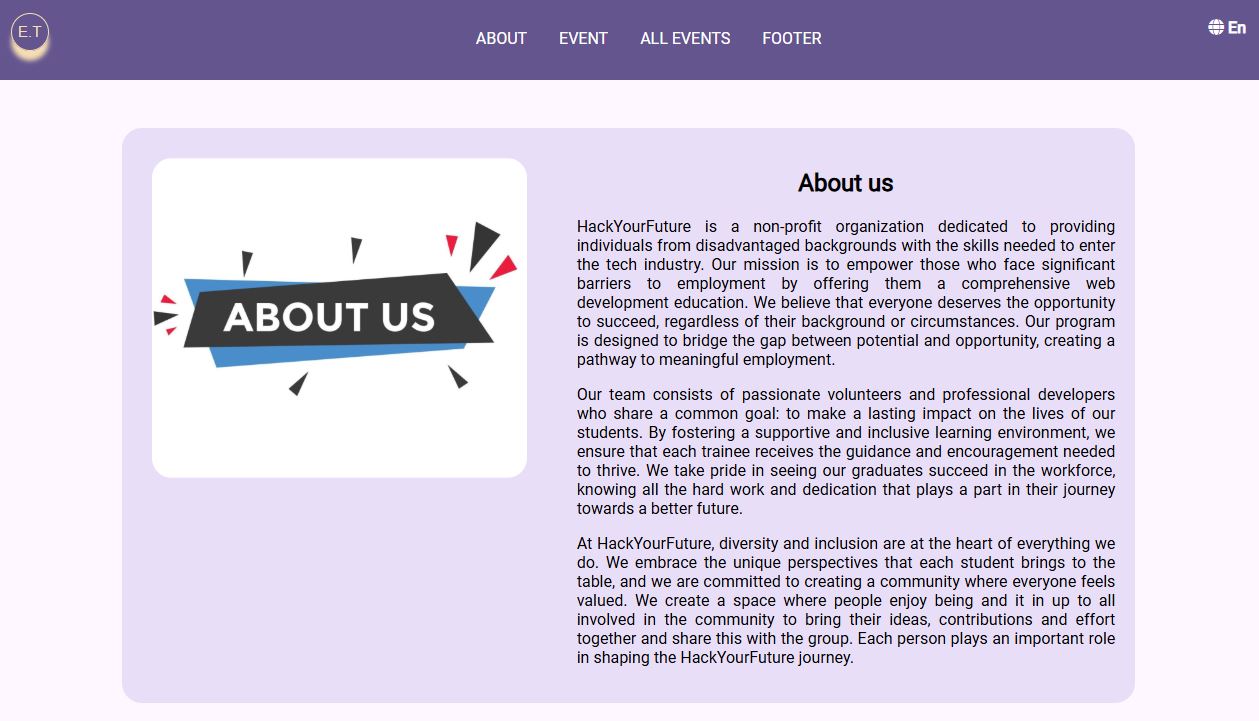 E.T
ABOUT
EVENT
ALL EVENTS
FOOTER
En
ABOUT US
About us
HackYourFuture is a non-profit organization dedicated to providing
individuals from disadvantaged backgrounds with the skills needed to enter
the tech industry. Our mission is to empower those who face significant
barriers to employment by offering them a comprehensive web
development education. We believe that everyone deserves the opportunity
to succeed, regardless of their background or circumstances. Our program
is designed to bridge the gap between potential and opportunity, creating a
pathway to meaningful employment.
Our team consists of passionate volunteers and professional developers
who share a common goal: to make a lasting impact on the lives of our
students. By fostering a supportive and inclusive learning environment, we
ensure that each trainee receives the guidance and encouragement needed
to thrive. We take pride in seeing our graduates succeed in the workforce,
knowing all the hard work and dedication that plays a part in their journey
towards a better future.
At HackYourFuture, diversity and inclusion are at the heart of everything we
do. We embrace the unique perspectives that each student brings to the
table, and we are committed to creating a community where everyone feels
valued. We create a space where people enjoy being and it in up to all
involved in the community to bring their ideas, contributions and effort
together and share this with the group. Each person plays an important role
in shaping the HackYourFuture journey.